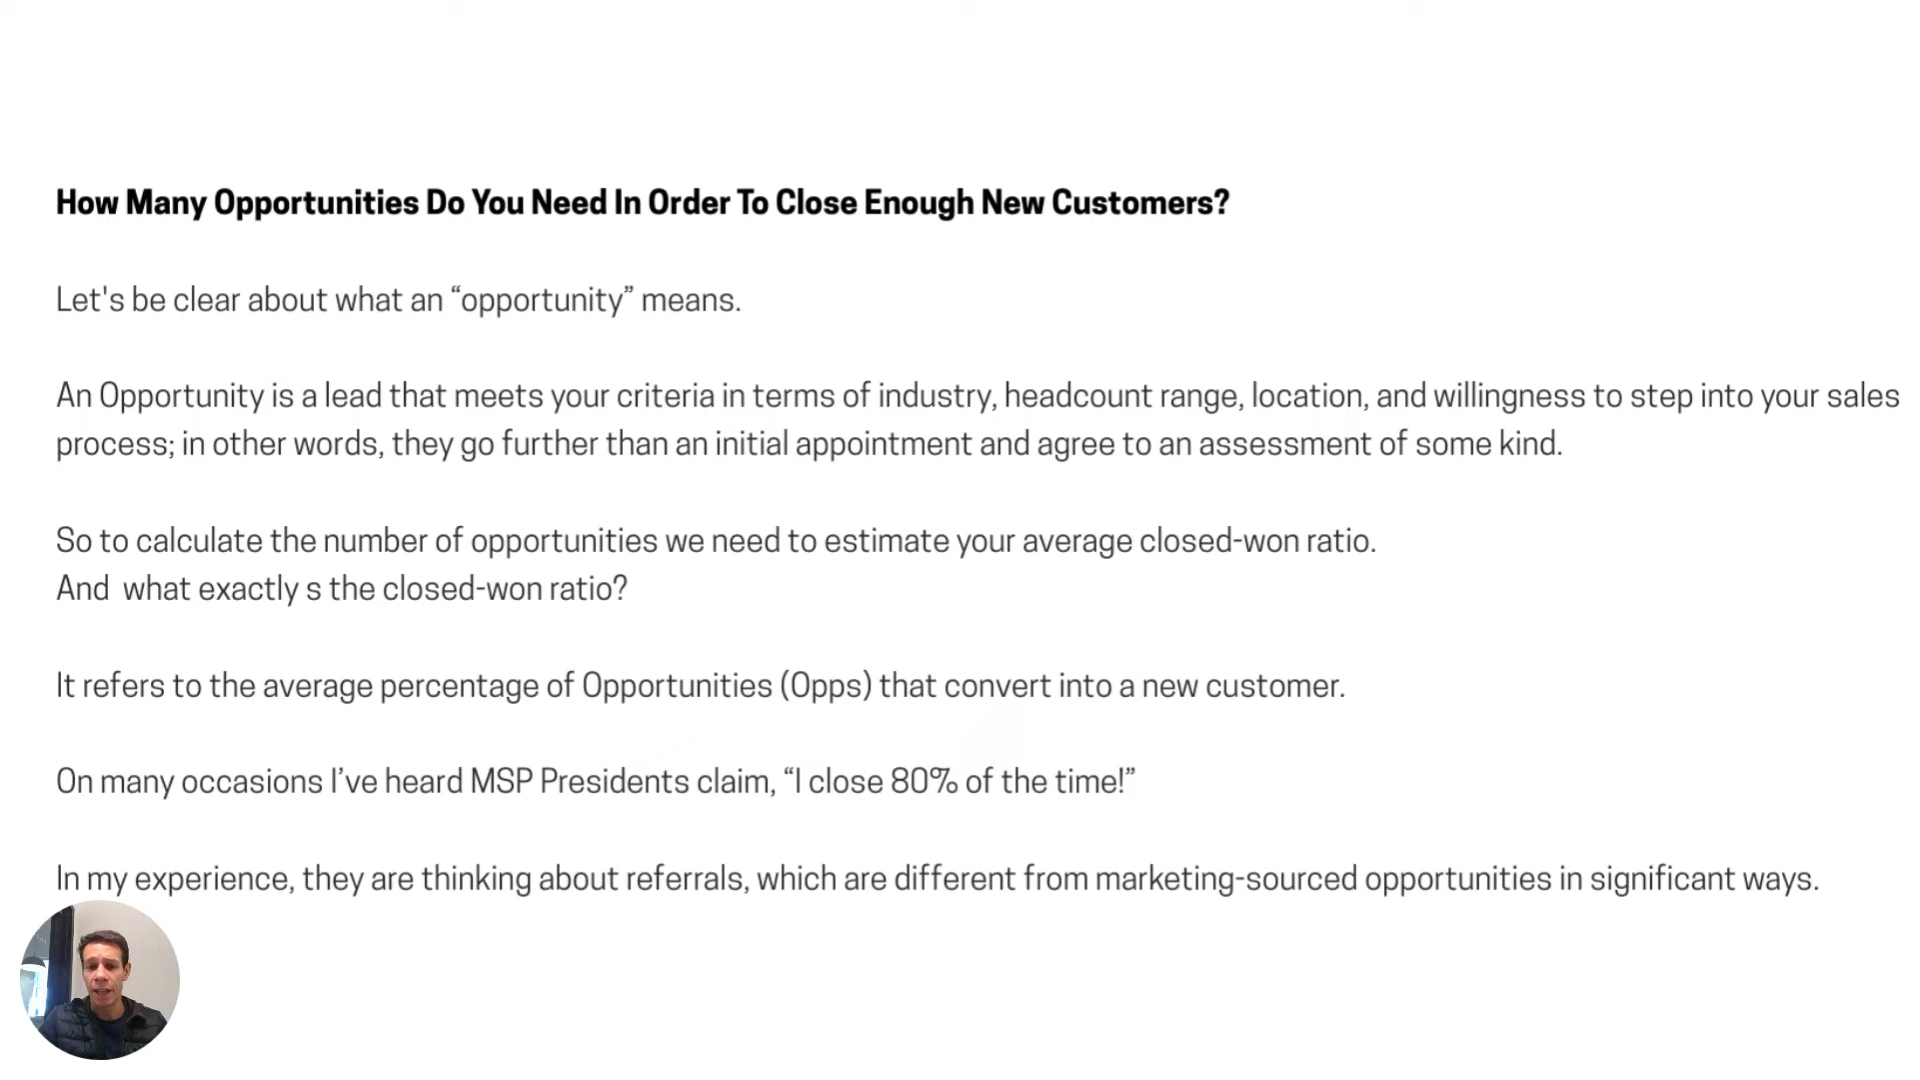 How Many Opportunities Do You Need In Order To Close Enough New Customers?
Let's be clear about what an “opportunity” means.
An Opportunity is a lead that meets your criteria in terms of industry, headcount range, location, and willingness to step into your sales
process; in other words, they go further than an initial appointment and agree to an assessment of some kind.
So to calculate the number of opportunities we need to estimate your average closed-won ratio.
And  what exactly s the closed-won ratio?
It refers to the average percentage of Opportunities (Opps) that convert into a new customer.
On many occasions I’ve heard MSP Presidents claim, “I close 80% of the time!”
In my experience, they are thinking about referrals, which are different from marketing-sourced opportunities in significant ways.